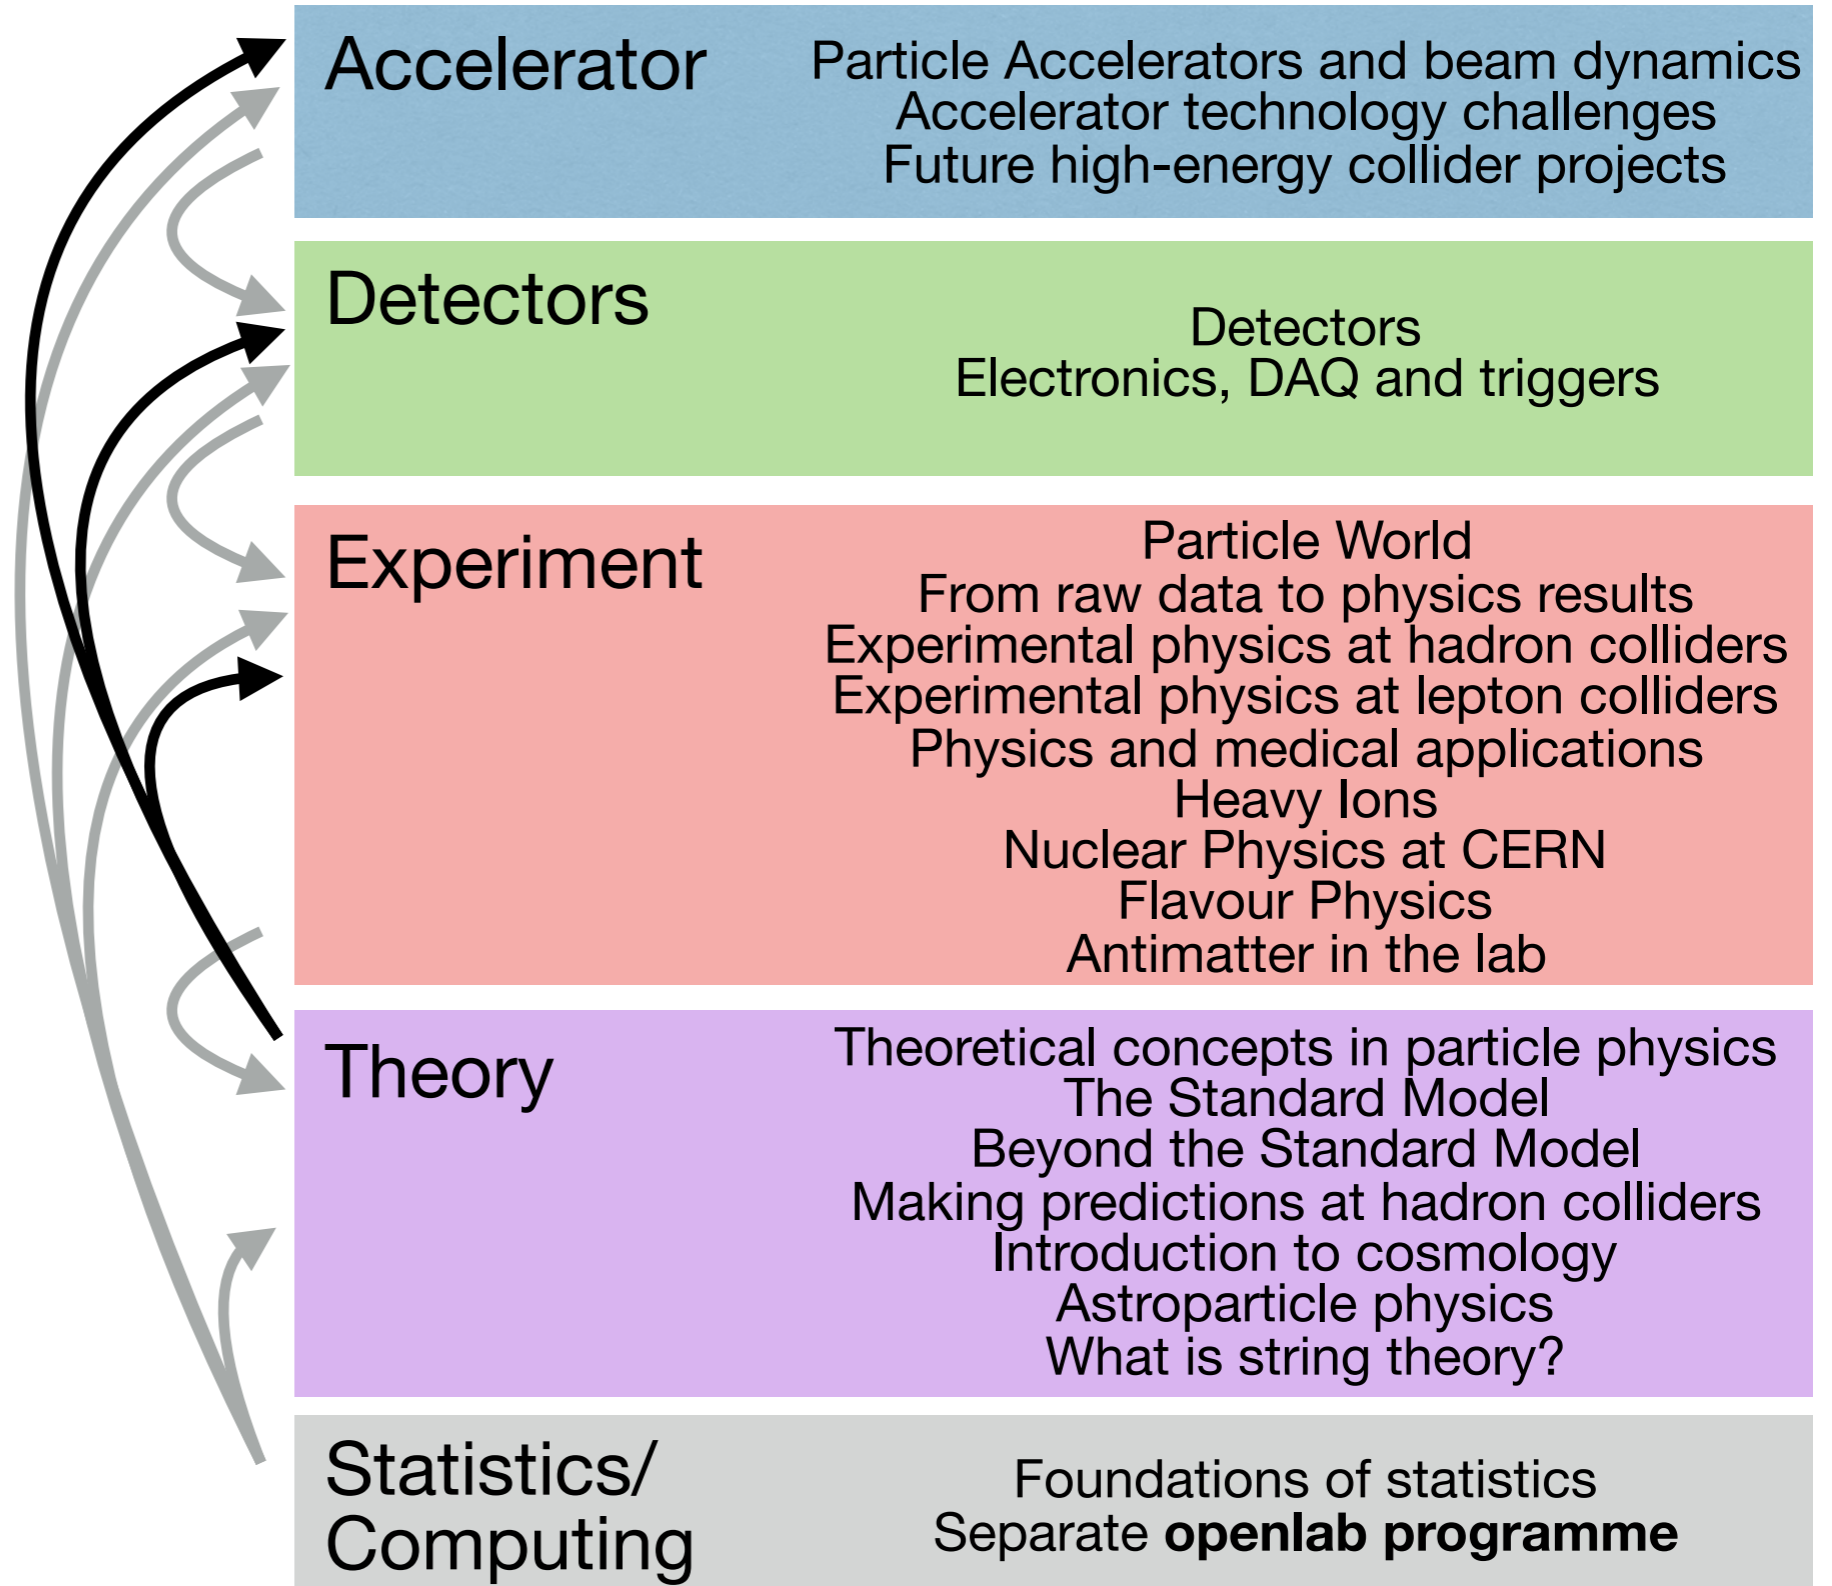 Accelerator
Particle Accelerators and beam dynamics
Accelerator technology challenges
Future high-energy collider projects
Detectors
Detectors
Electronics, DAQ and triggers
Experiment
Particle World
From raw data to physics results
Experimental physics at hadron colliders
Experimental physics at lepton colliders
Physics and medical applications
Heavy Ions
Nuclear Physics at CERN
Flavour Physics
Antimatter in the lab
Theory
Theoretical concepts in particle physics
The Standard Model
Beyond the Standard Model
Making predictions at hadron colliders
Introduction to cosmology
Astroparticle physics
What is string theory?
Statistics/
Computing
Foundations of statistics
Separate openlab programme